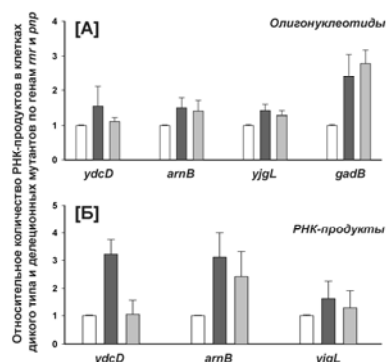 Относительное количество РНК-продуктов в клетках
дикого типа и делеционных мутантов по генам rnr и pnp
[А]
Олигонуклеотиды
4
3
2
1
0
ydcD
arnB
yjgL
gadB
[Б]
РНК-продукты
5
4
3
2
1
0
ydcD
arnB
yjgL